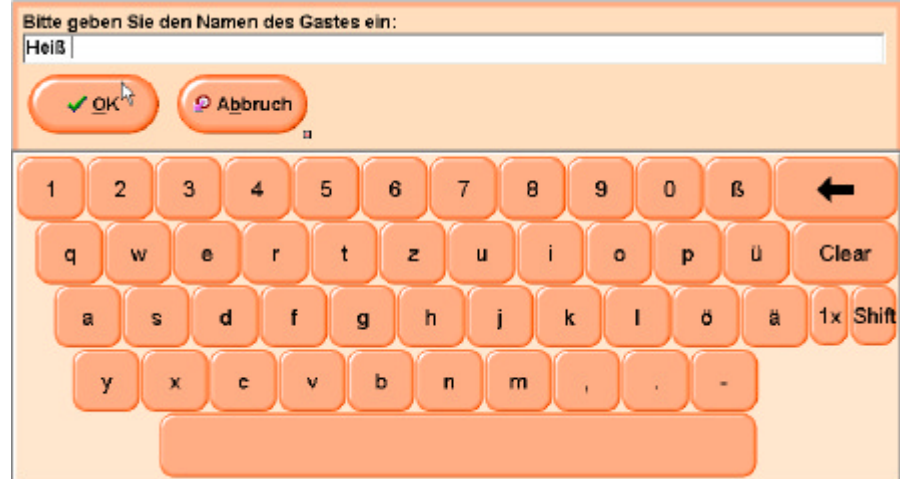 Bitte geben Sie den Namen des Gastes ein:
Heiß
OK Abbruch
1 2 3 4 5 6 7 8 9 0 ß
q w e r t z u i o p ü Clear
a s d f g h j k l ö ä 1x Shift
y x c v b n m , . -